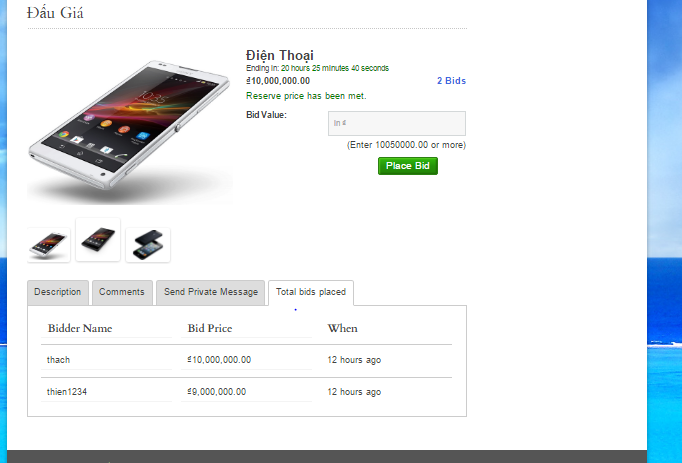 Đấu Giá
Điện Thoại
Ending in: 20 hours 25 minutes 40 seconds
₫10,000,000.00 2 Bids
Reserve price has been met.
Bid Value:
in ₫
(Enter 10050000.00 or more)
Place Bid
10:35
Description Comments Send Private Message Total bids placed
Bidder Name Bid Price When
thach ₫10,000,000.00 12 hours ago
thien1234 ₫9,000,000.00 12 hours ago